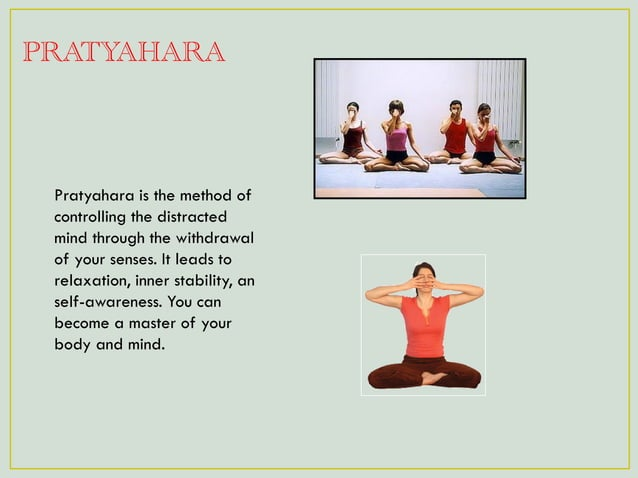 PRATYAHARA
Pratyahara is the method of
controlling the distracted
mind through the withdrawal
of your senses. It leads to
relaxation, inner stability, an
self-awareness. You can
become a master of your
body and mind.